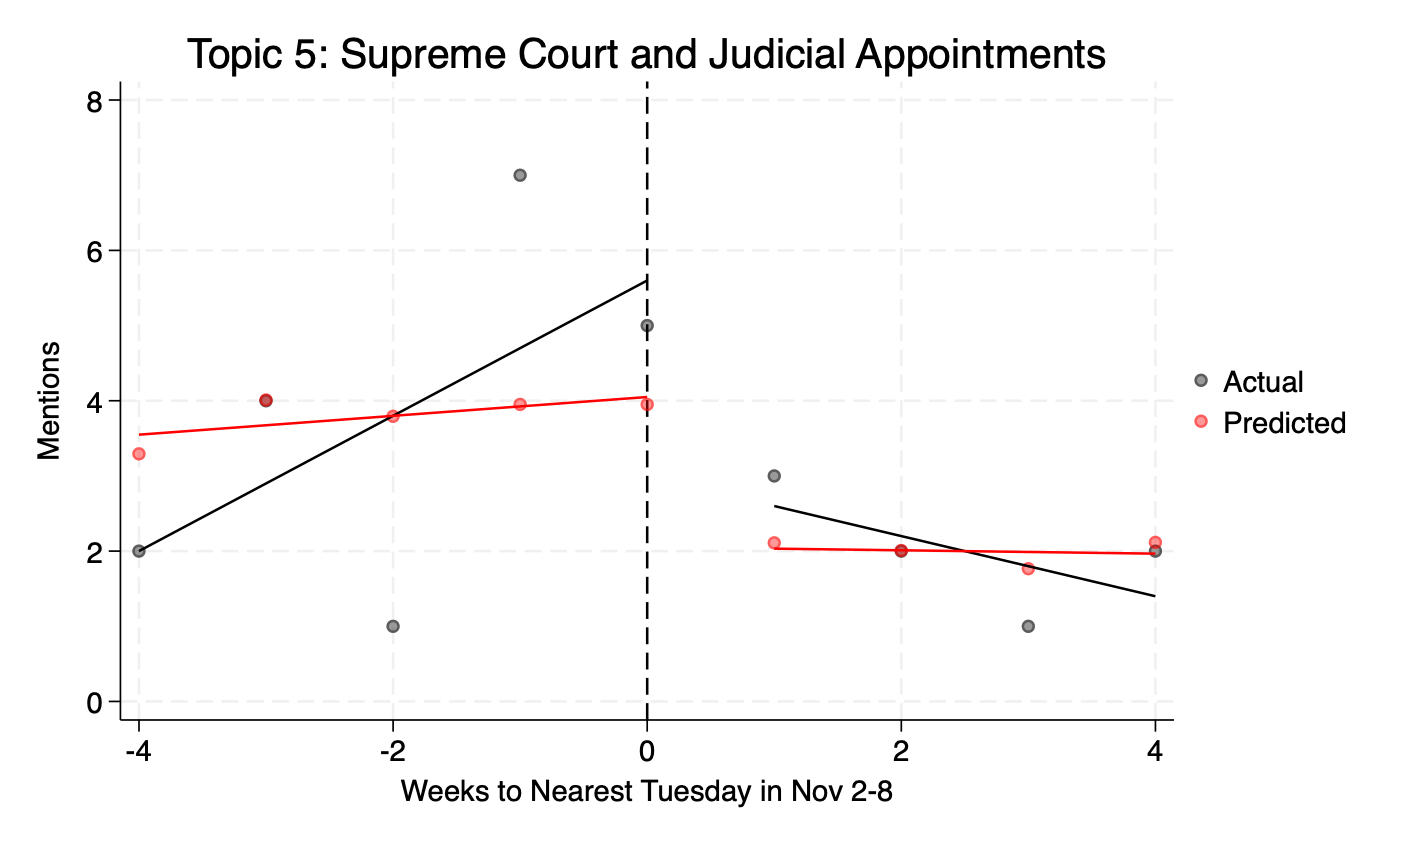 Topic 5: Supreme Court and Judicial Appointments
8
6
4
2
0
Mentions
-4
-2
0
2
4
Weeks to Nearest Tuesday in Nov 2-8
Actual
Predicted